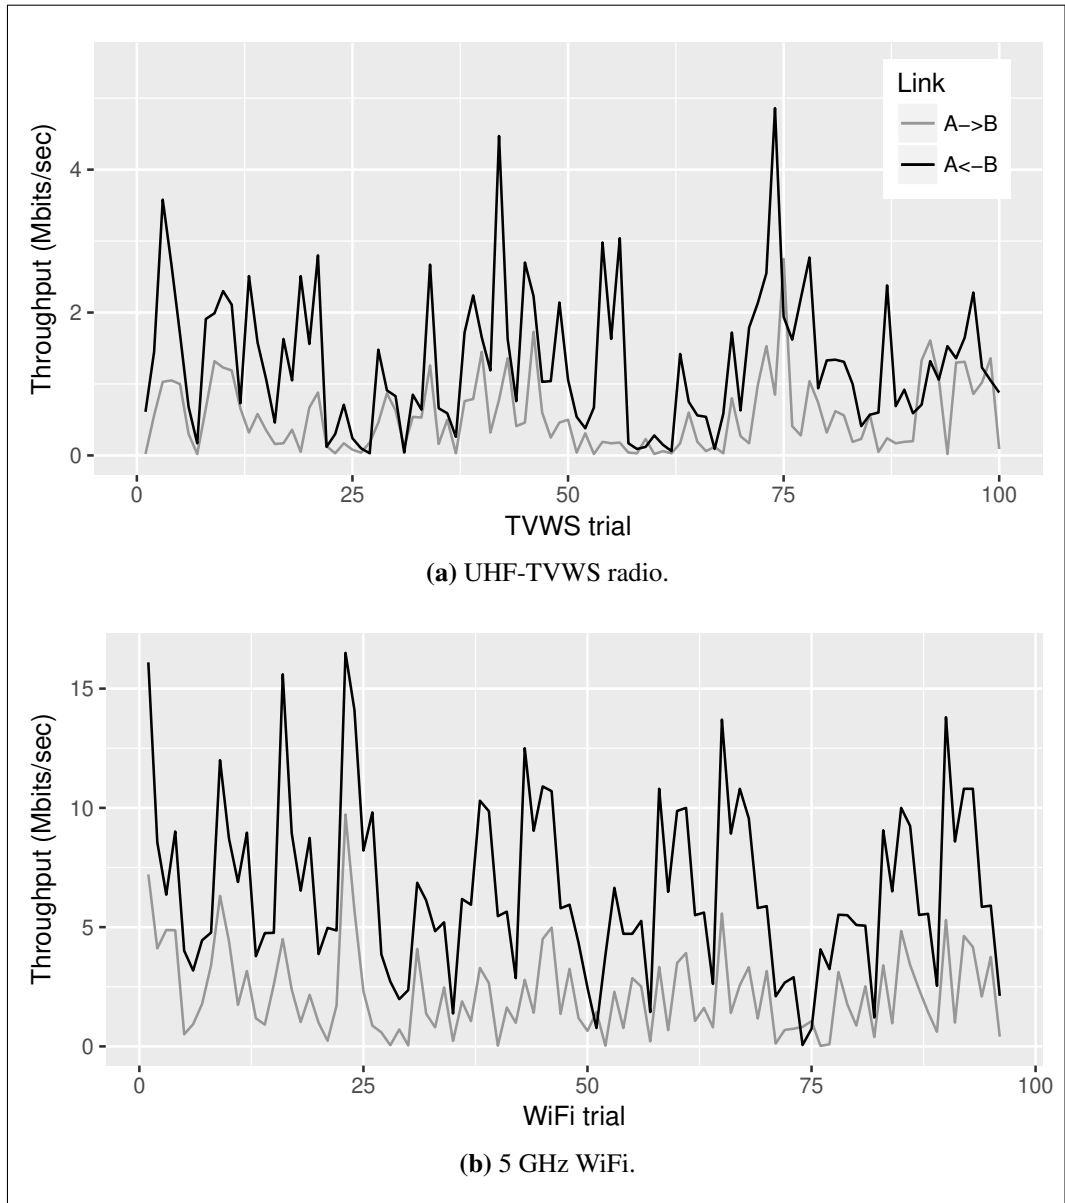 Link
A−>B
A<−B
Throughput (Mbits/sec)
4
2
0
0
25
50
75
100
TVWS trial
(a) UHF-TVWS radio.
Throughput (Mbits/sec)
15
10
5
0
0
25
50
75
100
WiFi trial
(b) 5 GHz WiFi.